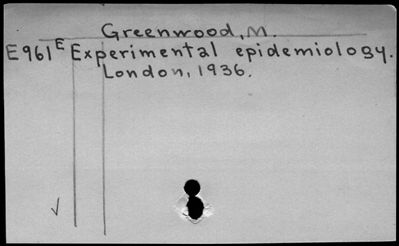 Greenwood, M.
E961ᴱ Experimental epidemiology.
London, 1936.